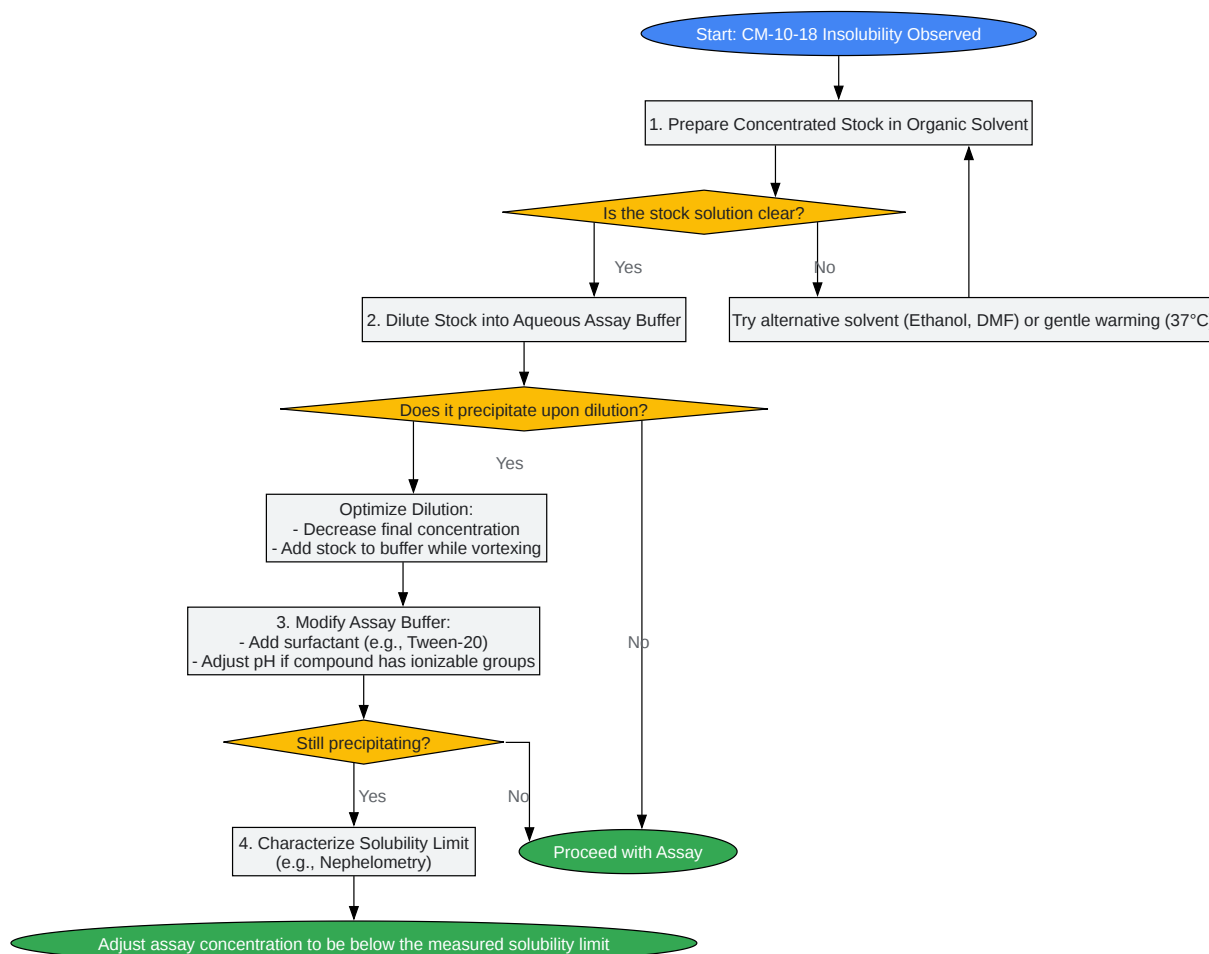 Start: CM-10-18 Insolubility Observed
1. Prepare Concentrated Stock in Organic Solvent
Is the stock solution clear?
Yes
No
2. Dilute Stock into Aqueous Assay Buffer
Try alternative solvent (Ethanol, DMF) or gentle warming (37°C
Does it precipitate upon dilution?
Yes
Optimize Dilution:
- Decrease final concentration
- Add stock to buffer while vortexing
3. Modify Assay Buffer:
- Add surfactant (e.g., Tween-20)
- Adjust pH if compound has ionizable groups
No
Still precipitating?
Yes
No
4. Characterize Solubility Limit
(e.g., Nephelometry)
Proceed with Assay
Adjust assay concentration to be below the measured solubility limit